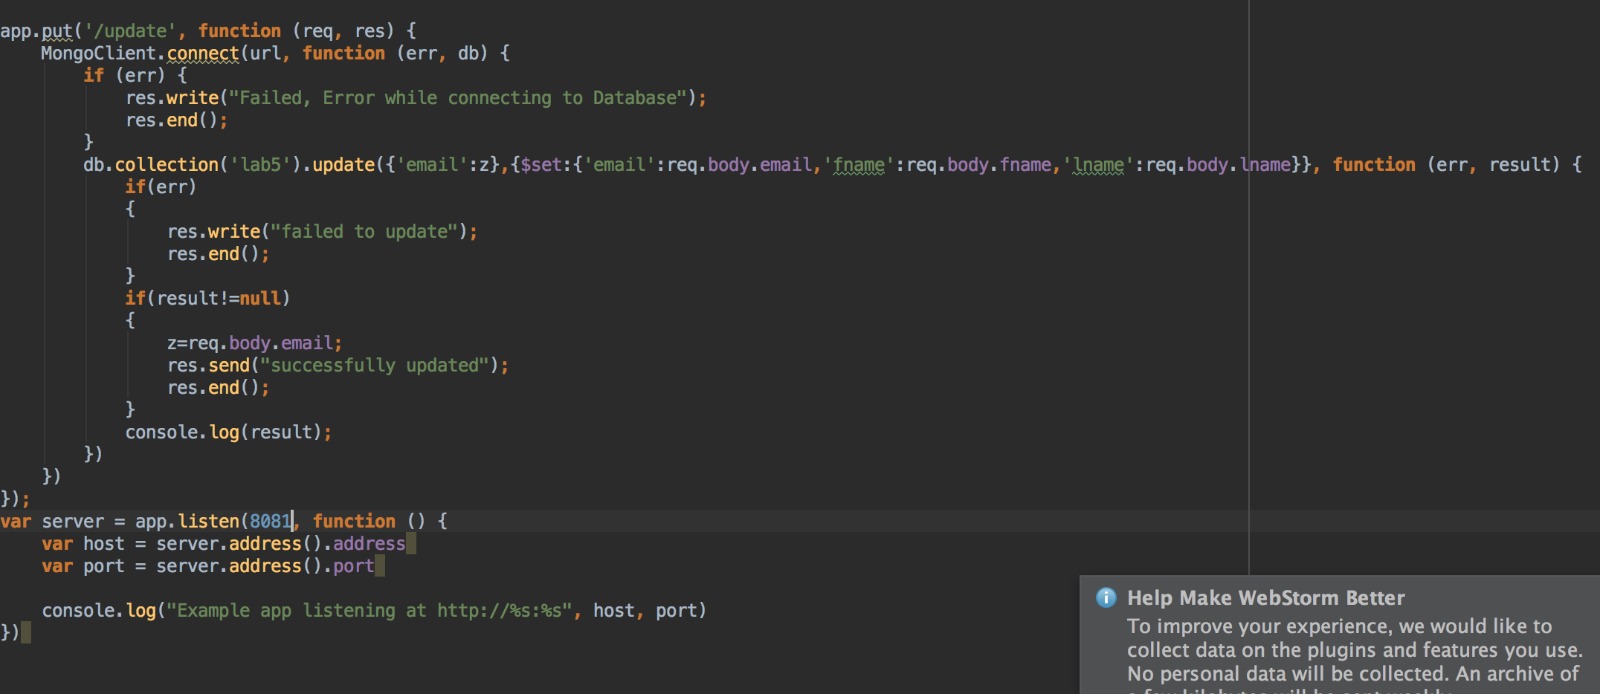 app.put('/update', function (req, res) {
    MongoClient.connect(url, function (err, db) {
        if (err) {
            res.write("Failed, Error while connecting to Database");
            res.end();
        }
        db.collection('lab5').update({'email':z},{$set:{'email':req.body.email,'fname':req.body.fname,'lname':req.body.lname}}, function (err, result) {
            if(err)
            {
                res.write("failed to update");
                res.end();
            }
            if(result!=null)
            {
                z=req.body.email;
                res.send("successfully updated");
                res.end();
            }
            console.log(result);
        })
    })
});
var server = app.listen(8081, function () {
    var host = server.address().address
    var port = server.address().port
    console.log("Example app listening at http://%s:%s", host, port)
})
Help Make WebStorm Better
To improve your experience, we would like to
collect data on the plugins and features you use.
No personal data will be collected. An archive of